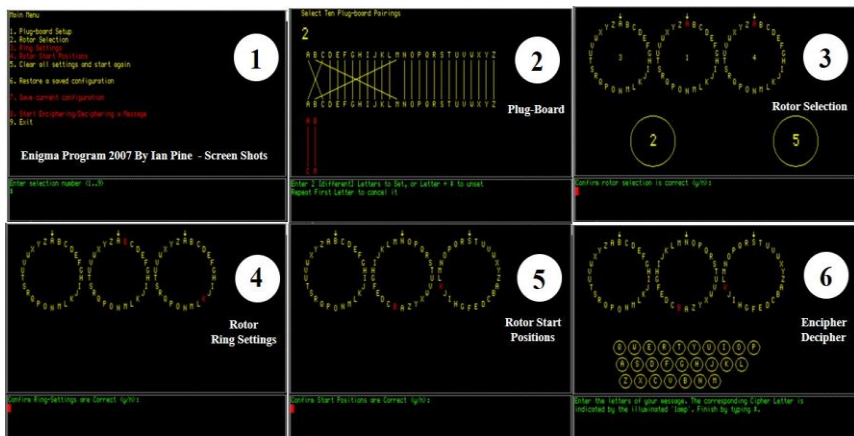 Main Menu
1. Plug-board Setup
2. Rotor Selection
3. Ring Settings
4. Rotor Start Positions
5. Clear all settings and start again
6. Restore a saved configuration
7. Save current configuration
8. Start Enciphering/Deciphering a Message
9. Exit
1
Enigma Program 2007 By Ian Pine - Screen Shots
Enter selection number (1..9)
Select Ten Plug-board Pairings
2
A B C D E F G H I J K L M N O P Q R S T U V W X Y Z
A B C D E F G H I J K L M N O P Q R S T U V W X Y Z
2
Plug-Board
Enter 2 [different] Letters to Set, or Letter + # to unset
Repeat First Letter to cancel it
3
1
4
3
Rotor Selection
2
5
Confirm rotor selection is correct (y/n):
4
Rotor
Ring Settings
Confirm Ring-Settings are Correct (y/n):
5
Rotor Start
Positions
Confirm Start Positions are Correct (y/n):
6
Encipher
Decipher
Q W E R T Y U I O P
A S D F G H J K L
Z X C V B N M
Enter the letters of your message. The corresponding Cipher Letter is
indicated by the illuminated 'lamp'. Finish by typing